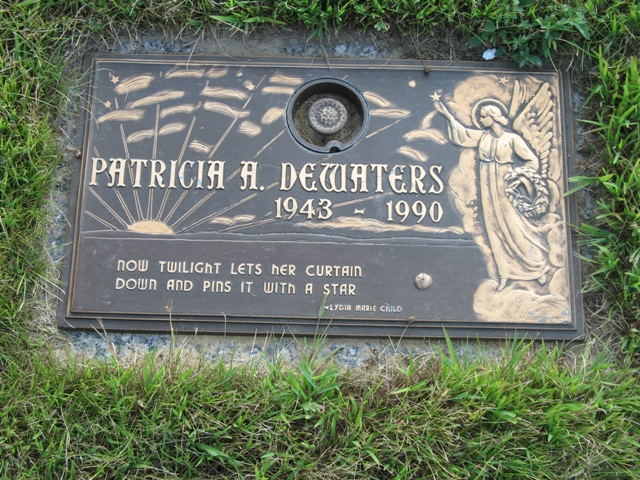 PATRICIA A. DEWATERS
1943 - 1990
NOW TWILIGHT LETS HER CURTAIN
DOWN AND PINS IT WITH A STAR
~LYDIA MARIE CHILD